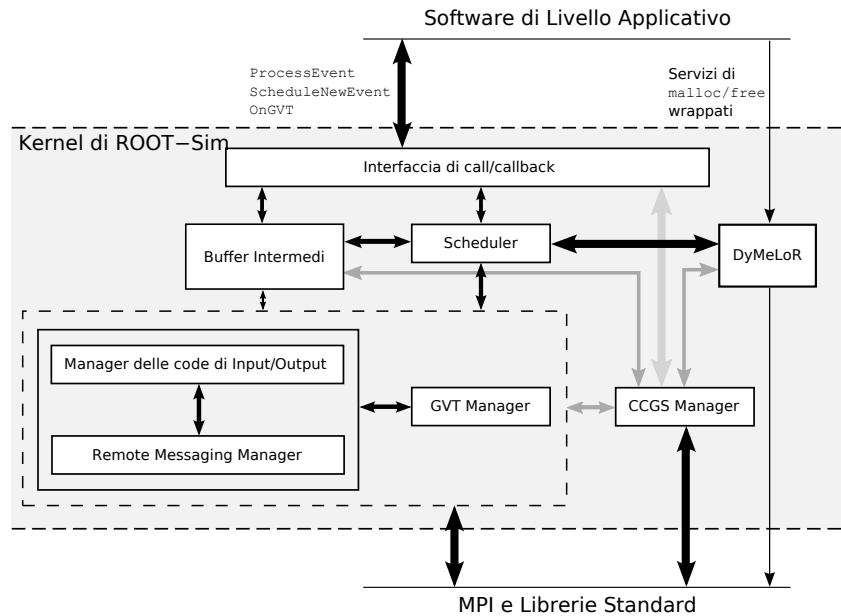 Software di Livello Applicativo
ProcessEvent
ScheduleNewEvent
OnGVT
Servizi di
malloc/free
wrappati
Kernel di ROOT−Sim
Interfaccia di call/callback
Buffer Intermedi
Scheduler
DyMeLoR
Manager delle code di Input/Output
GVT Manager
CCGS Manager
Remote Messaging Manager
MPI e Librerie Standard